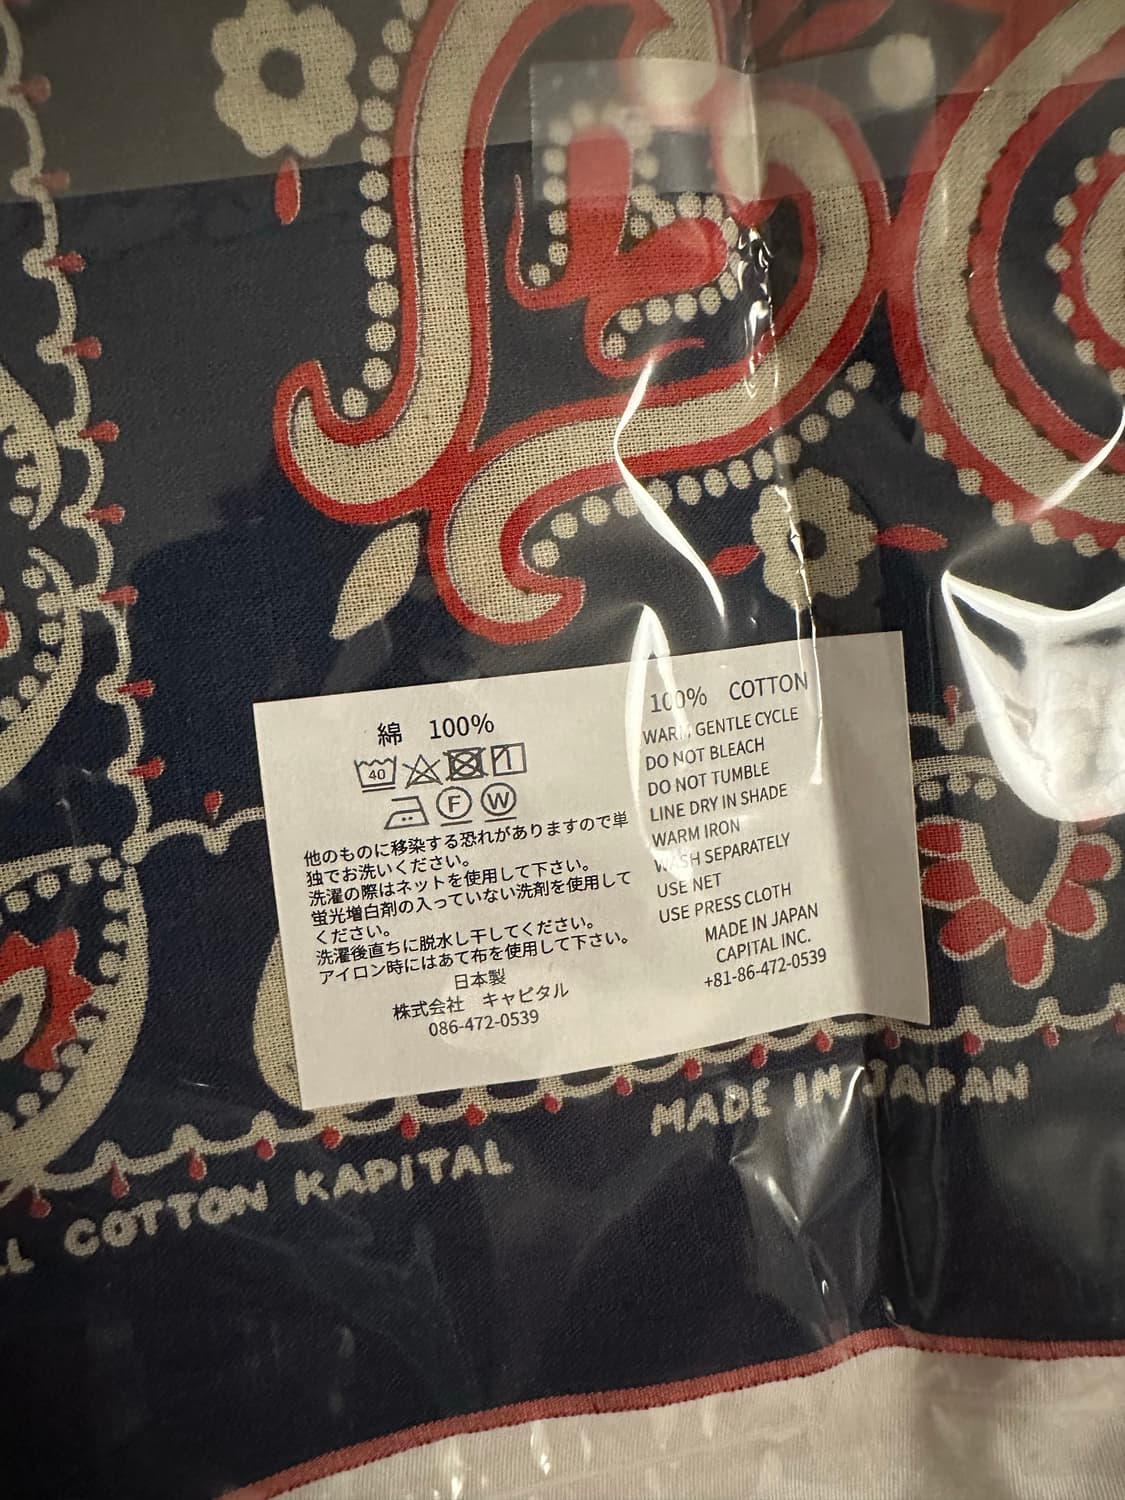 綿 100%
40
F W
他のものに移染する恐れがありますので単
独でお洗いください。
洗濯の際はネットを使用して下さい。
蛍光増白剤の入っていない洗剤を使用して
ください。
洗濯後直ちに脱水し干してください。
アイロン時にはあて布を使用して下さい。
日本製
株式会社 キャピタル
086-472-0539
100% COTTON
WARM GENTLE CYCLE
DO NOT BLEACH
DO NOT TUMBLE
LINE DRY IN SHADE
WARM IRON
WASH SEPARATELY
USE NET
USE PRESS CLOTH
MADE IN JAPAN
CAPITAL INC.
+81-86-472-0539
COTTON KAPITAL
MADE IN JAPAN